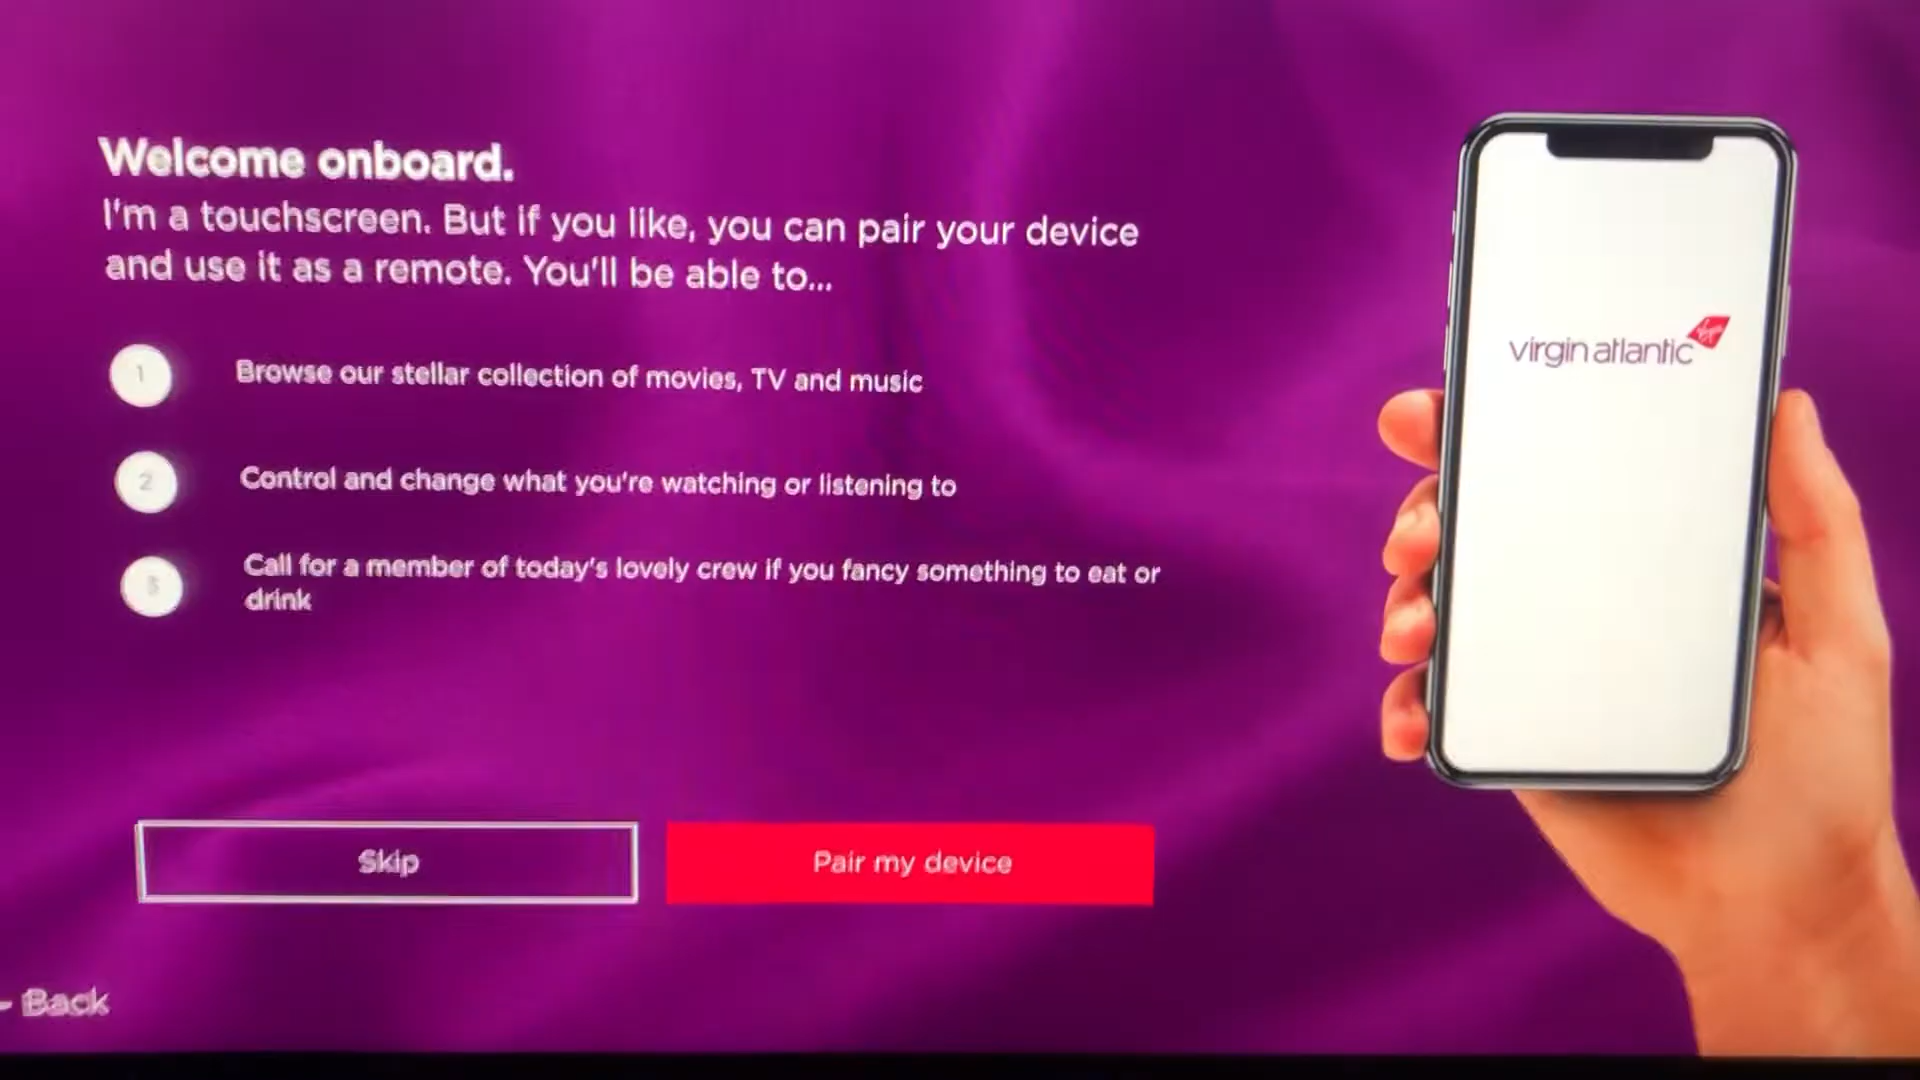 Welcome onboard.
I'm a touchscreen. But if you like, you can pair your device
and use it as a remote. You'll be able to...
1
Browse our stellar collection of movies, TV and music
2
Control and change what you're watching or listening to
3
Call for a member of today's lovely crew if you fancy something to eat or
drink
virgin atlantic
Skip
Pair my device
Back